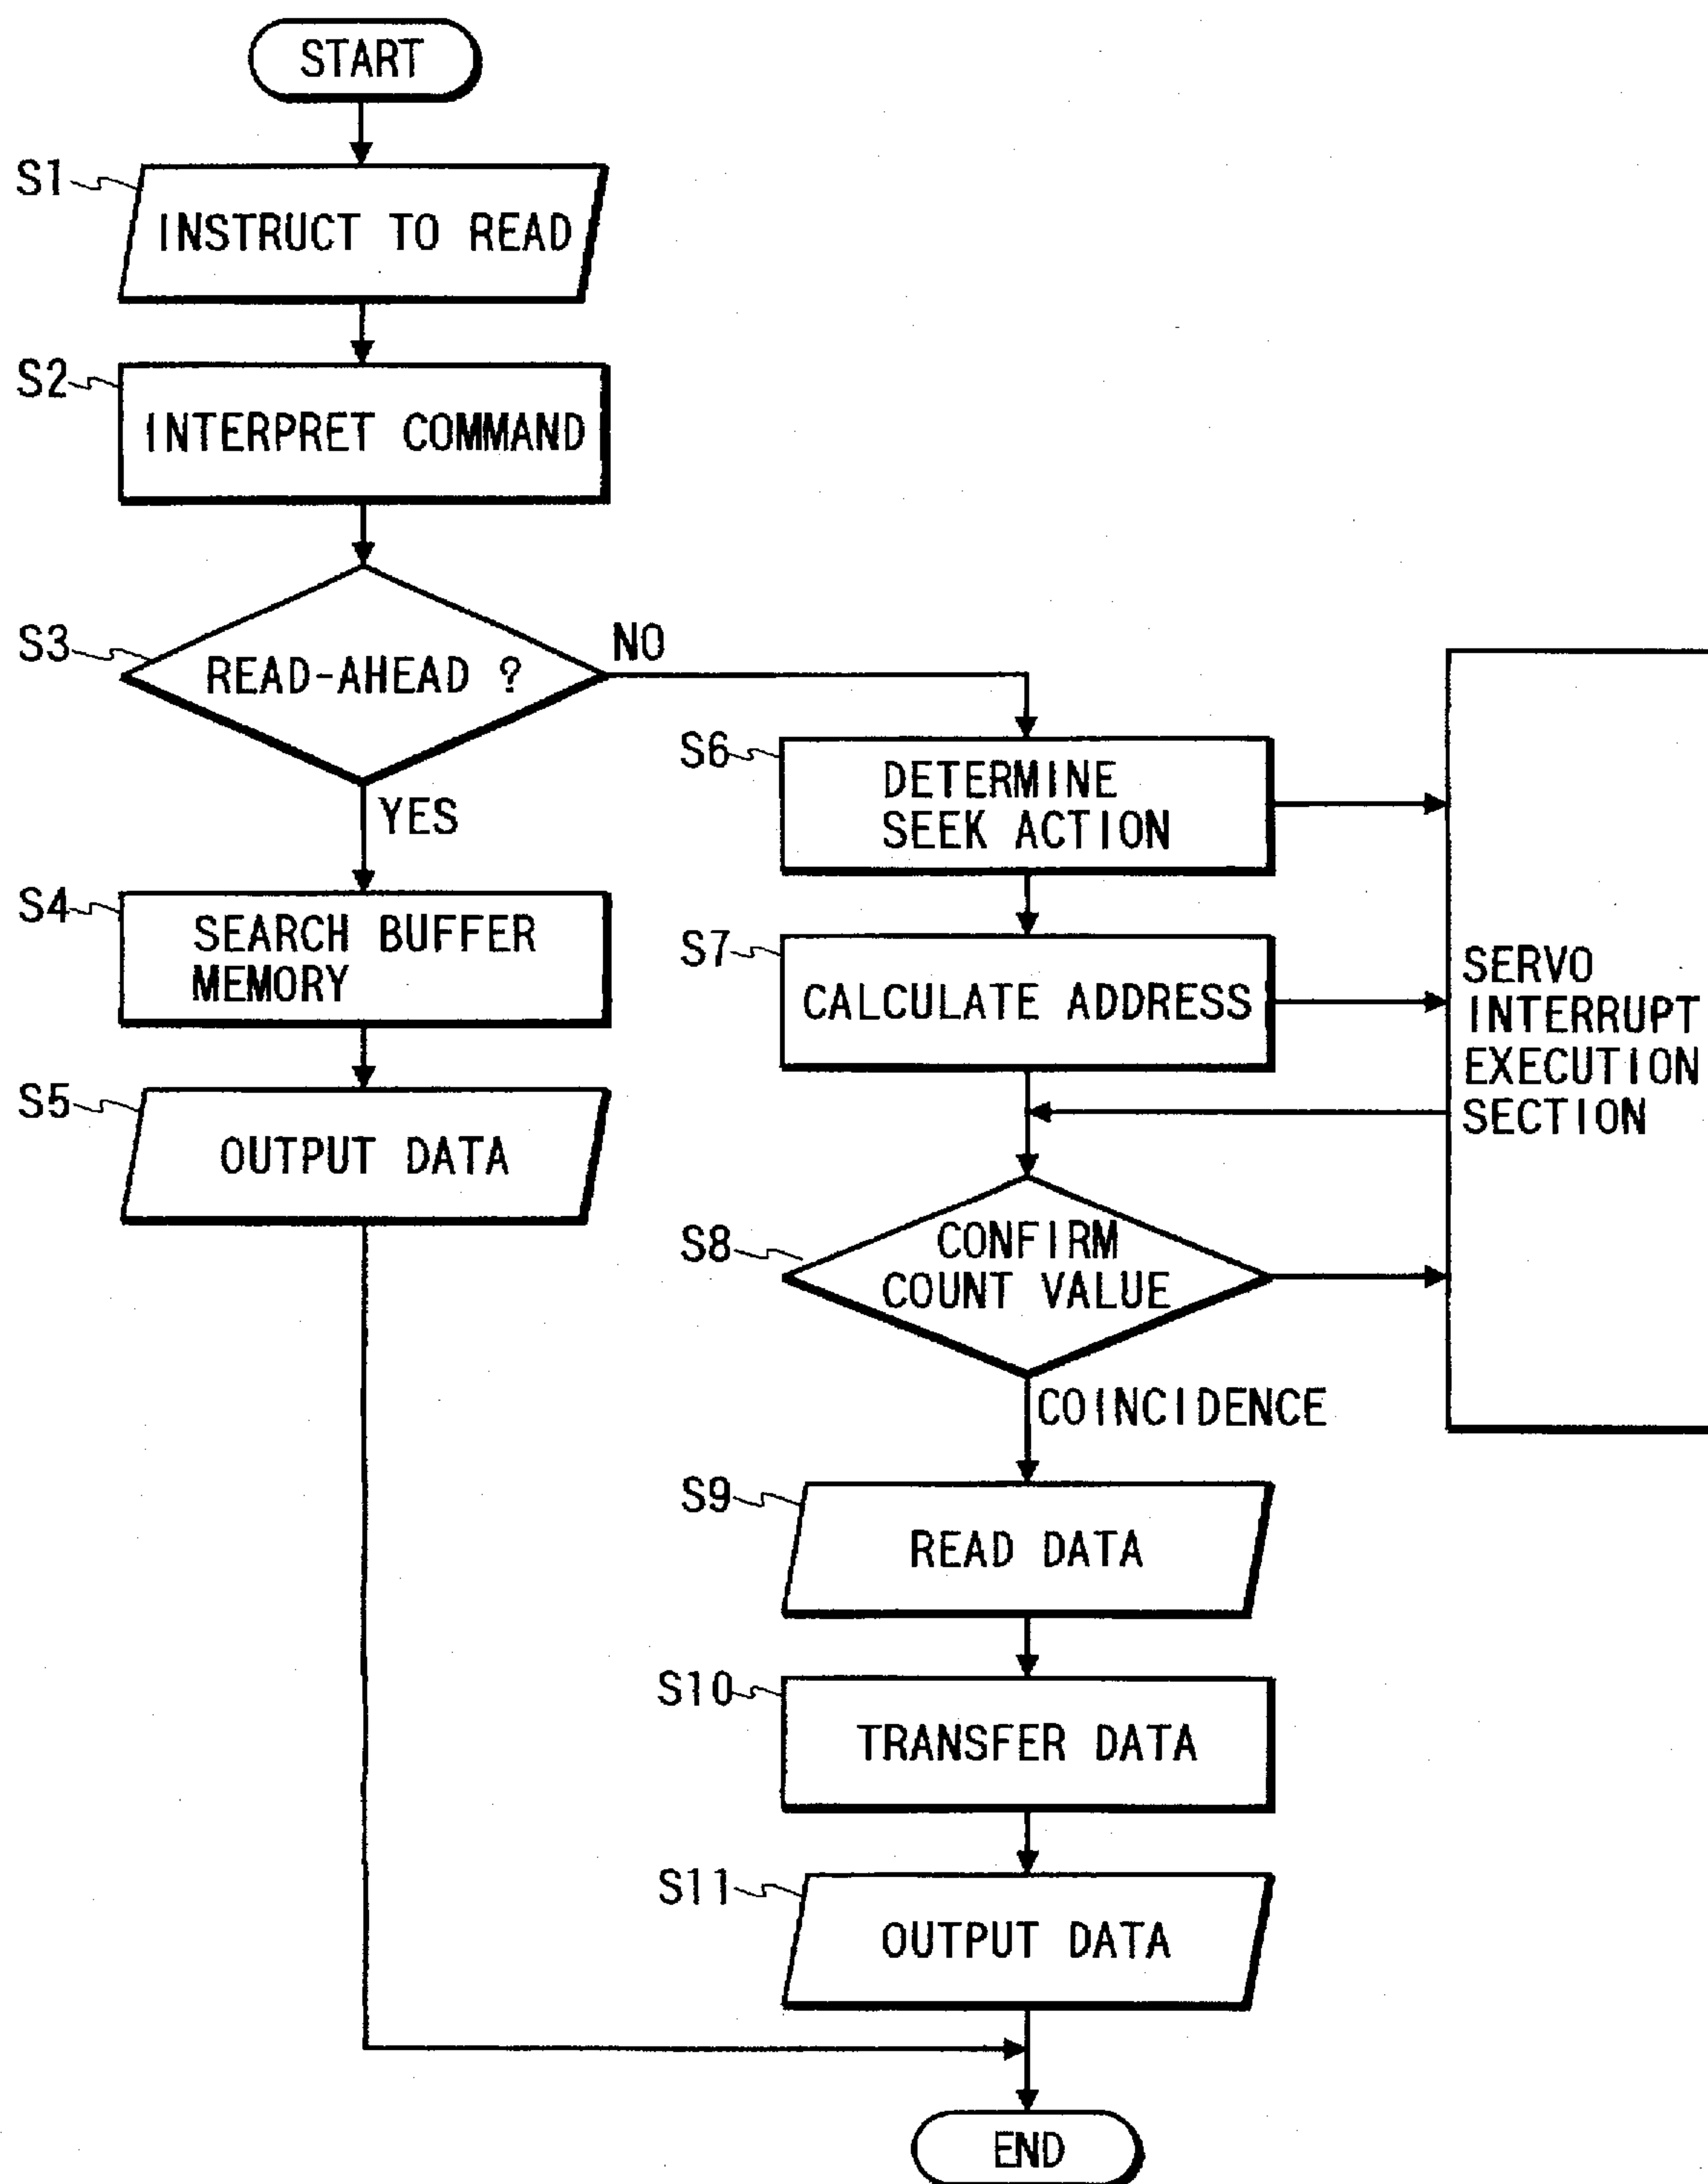 START
S1
INSTRUCT TO READ
S2
INTERPRET COMMAND
S3
READ-AHEAD ?
NO
YES
S4
SEARCH BUFFER
MEMORY
S5
OUTPUT DATA
S6
DETERMINE
SEEK ACTION
S7
CALCULATE ADDRESS
SERVO
INTERRUPT
EXECUTION
SECTION
S8
CONFIRM
COUNT VALUE
COINCIDENCE
S9
READ DATA
S10
TRANSFER DATA
S11
OUTPUT DATA
END